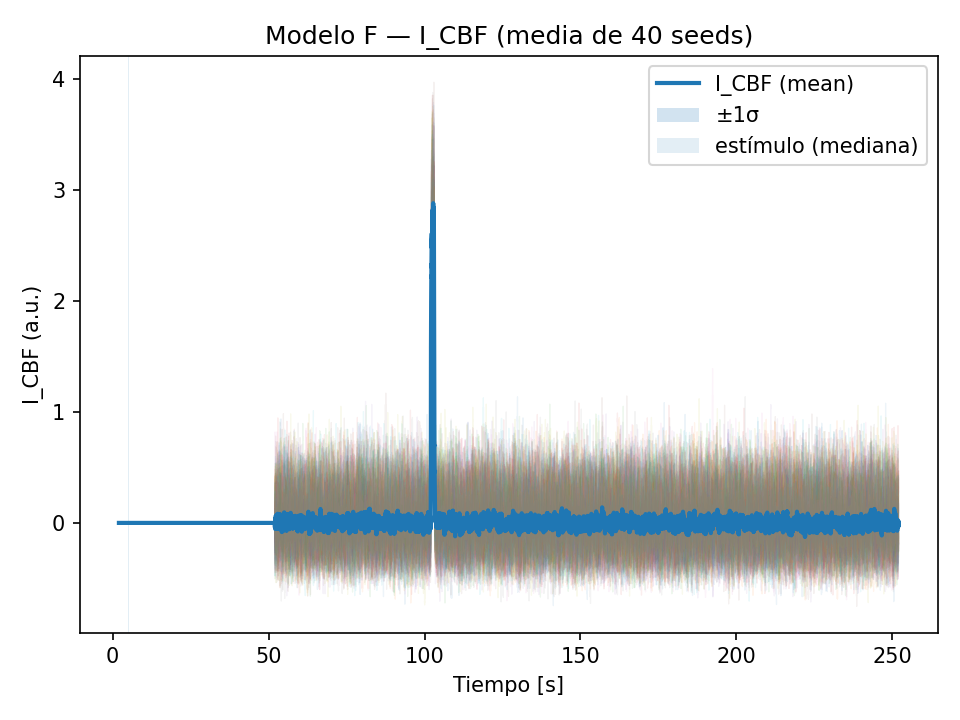 Modelo F — I_CBF (media de 40 seeds)
I_CBF (mean)
±1σ
estímulo (mediana)
I_CBF (a.u.)
4
3
2
1
0
0 50 100 150 200 250
Tiempo [s]